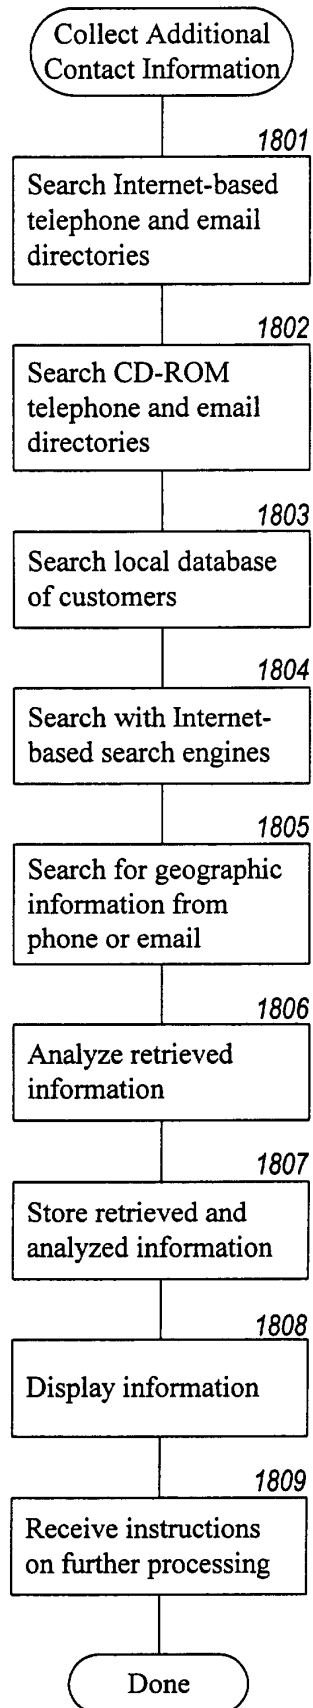 Collect Additional
Contact Information
1801
Search Internet-based
telephone and email
directories
1802
Search CD-ROM
telephone and email
directories
1803
Search local database
of customers
1804
Search with Internet-
based search engines
1805
Search for geographic
information from
phone or email
1806
Analyze retrieved
information
1807
Store retrieved and
analyzed information
1808
Display information
1809
Receive instructions
on further processing
Done